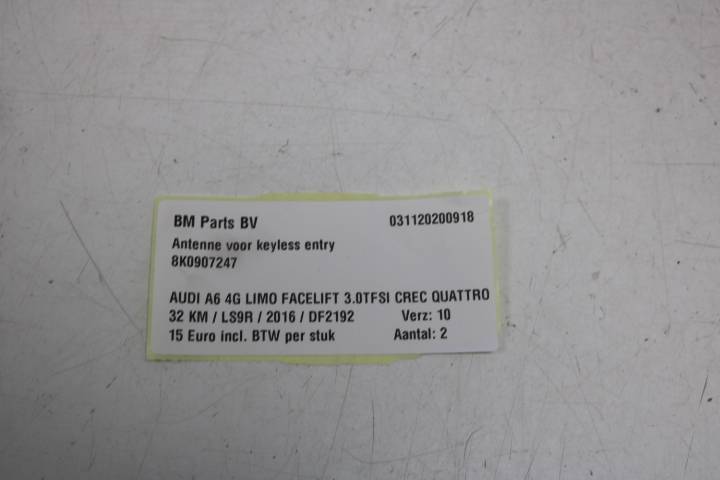 BM Parts BV 031120200918
Antenne voor keyless entry
8K0907247
AUDI A6 4G LIMO FACELIFT 3.0TFSI CREC QUATTRO
32 KM / LS9R / 2016 / DF2192 Verz: 10
15 Euro incl. BTW per stuk Aantal: 2